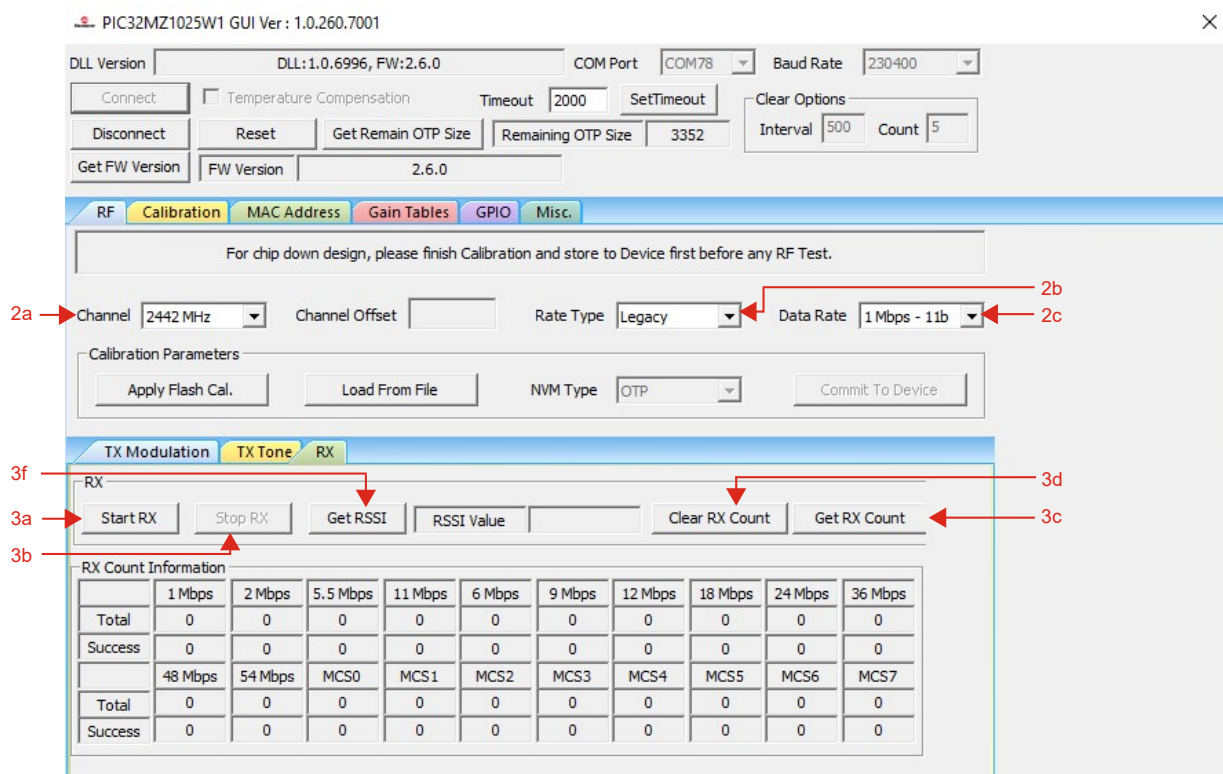 PIC32MZ1025W1 GUI Ver : 1.0.260.7001
DLL Version DLL:1.0.6996, FW:2.6.0 COM Port COM78 Baud Rate 230400
Connect Temperature Compensation Timeout 2000 SetTimeout Clear Options
Disconnect Reset Get Remain OTP Size Remaining OTP Size 3352 Interval 500 Count 5
Get FW Version FW Version 2.6.0
RF Calibration MAC Address Gain Tables GPIO Misc.
For chip down design, please finish Calibration and store to Device first before any RF Test.
2b
2a Channel 2442 MHz Channel Offset Rate Type Legacy Data Rate 1 Mbps - 11b 2c
Calibration Parameters
Apply Flash Cal. Load From File NVM Type OTP Commit To Device
TX Modulation TX Tone RX
3f 3d
RX
3a Start RX Stop RX Get RSSI RSSI Value Clear RX Count Get RX Count 3c
3b
RX Count Information
1 Mbps 2 Mbps 5.5 Mbps 11 Mbps 6 Mbps 9 Mbps 12 Mbps 18 Mbps 24 Mbps 36 Mbps
Total 0 0 0 0 0 0 0 0 0 0
Success 0 0 0 0 0 0 0 0 0 0
48 Mbps 54 Mbps MCS0 MCS1 MCS2 MCS3 MCS4 MCS5 MCS6 MCS7
Total 0 0 0 0 0 0 0 0 0 0
Success 0 0 0 0 0 0 0 0 0 0